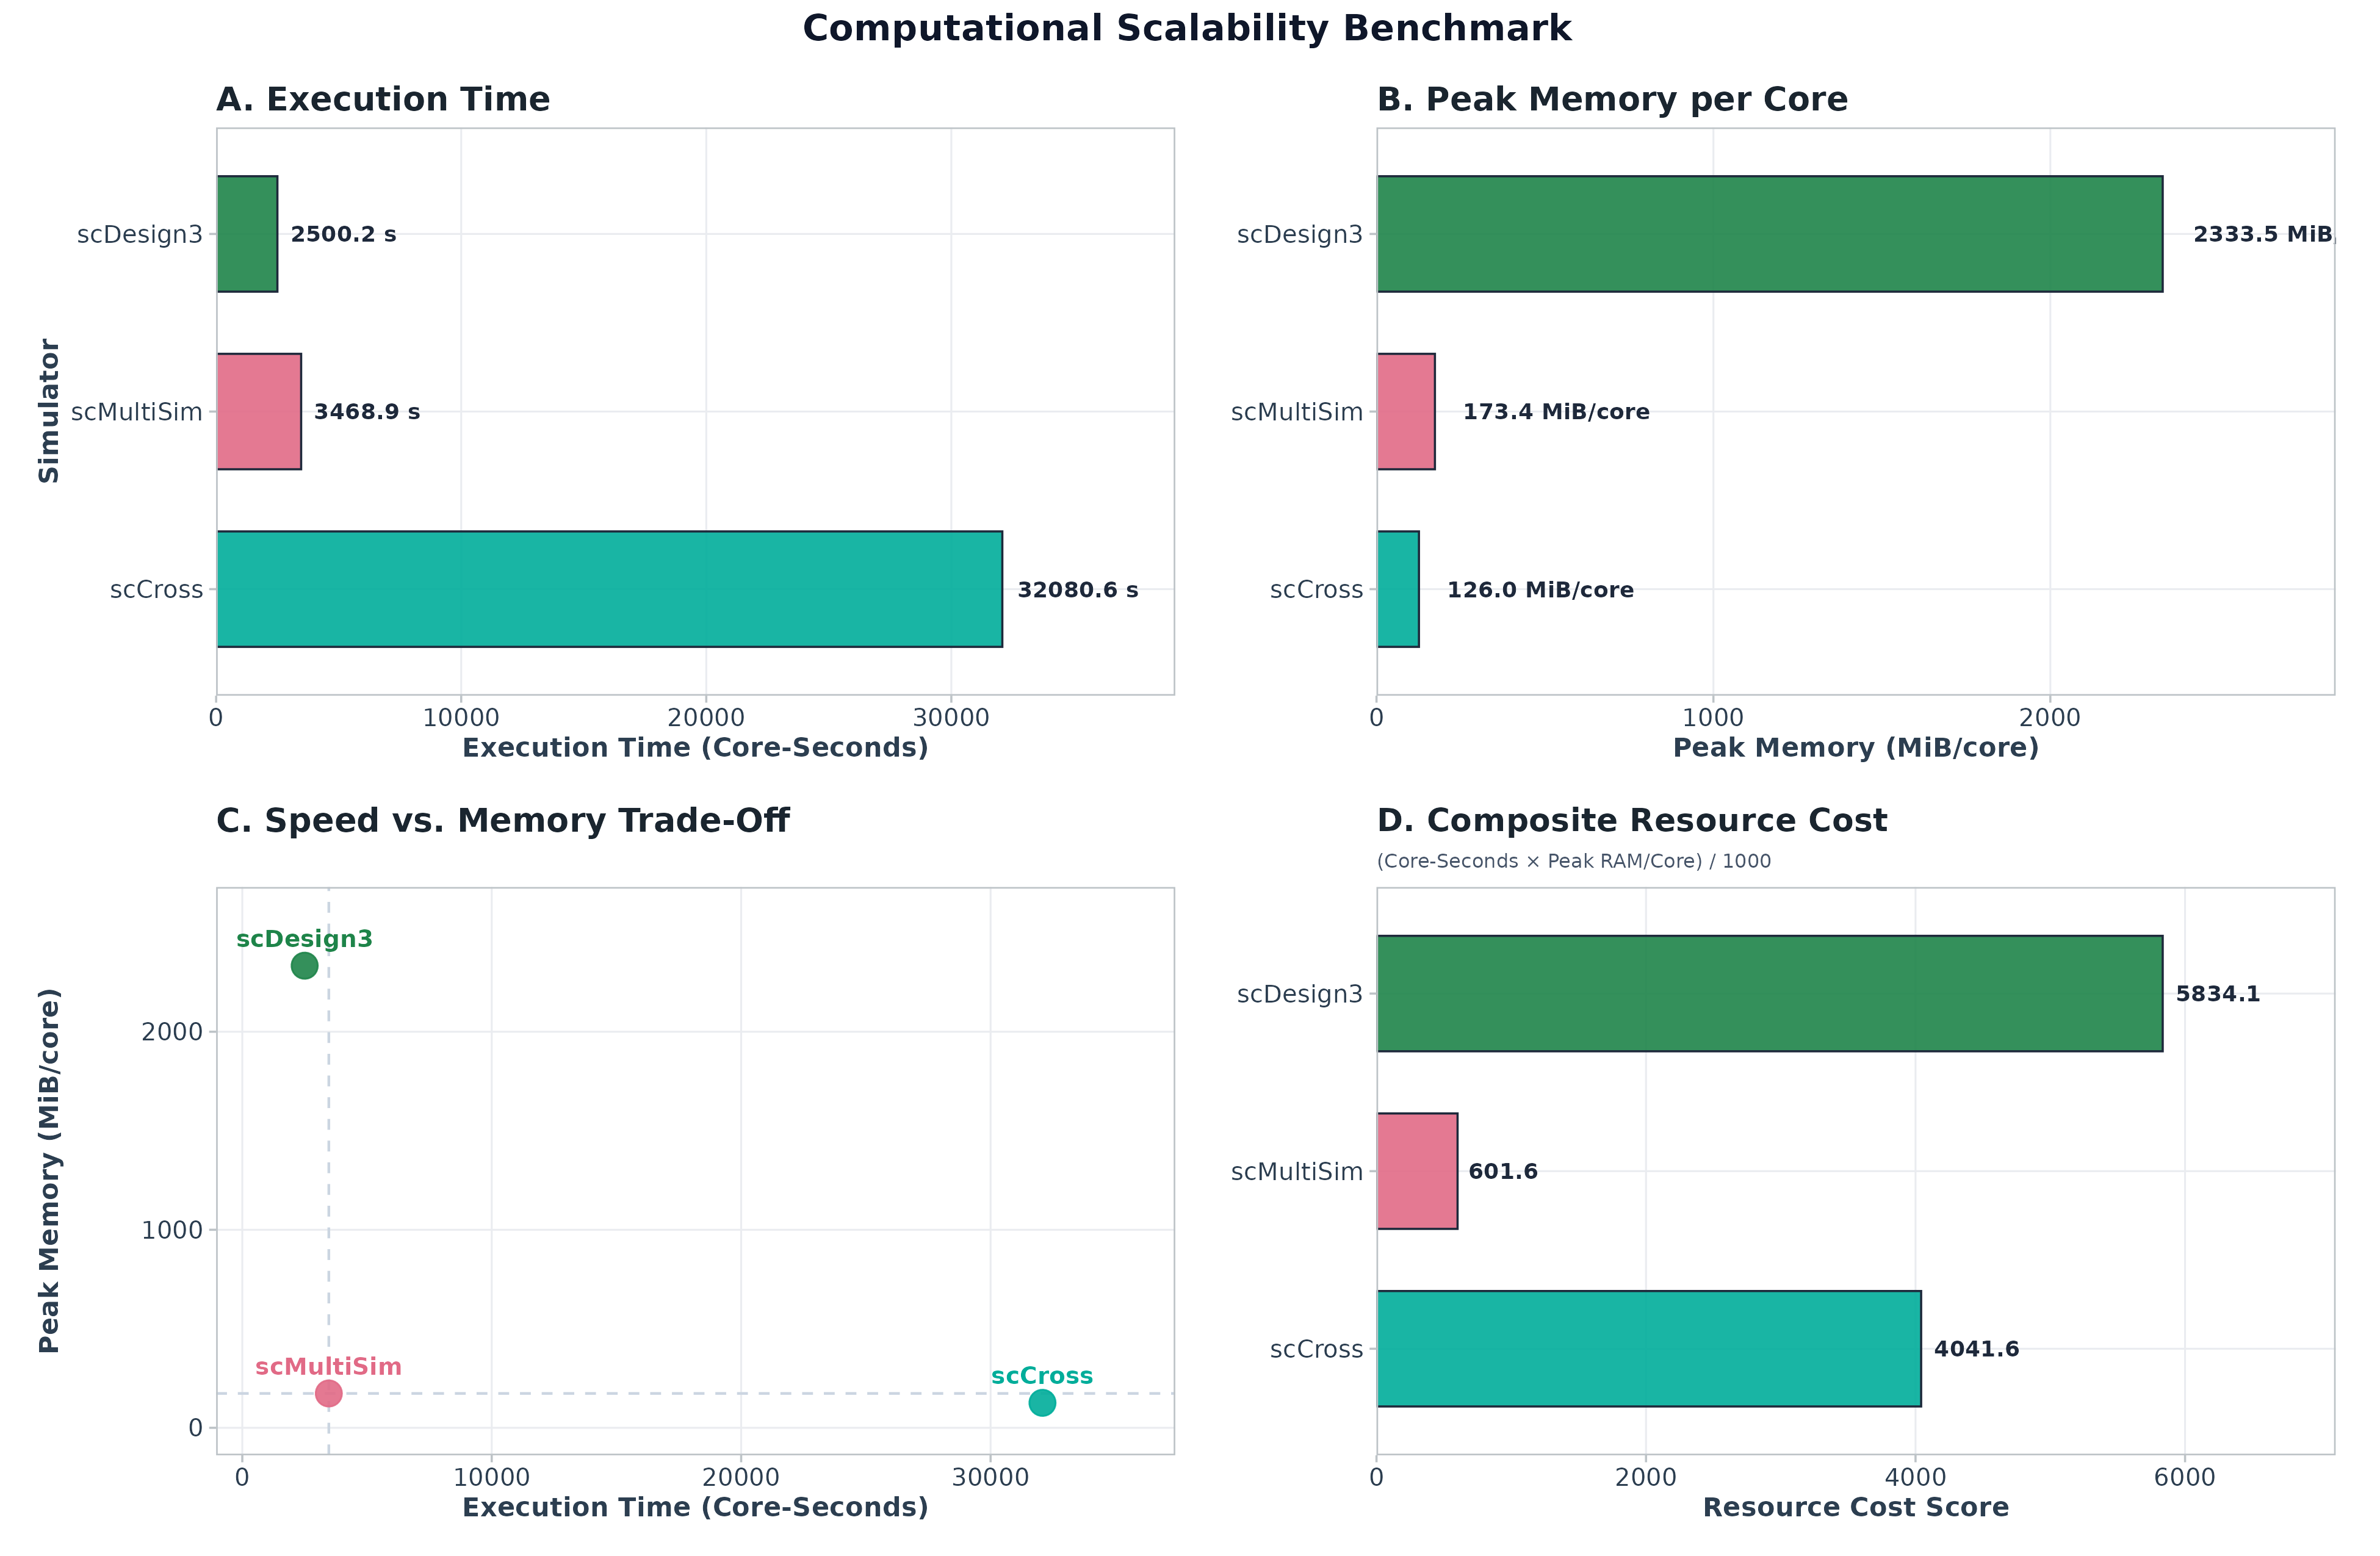 Computational Scalability Benchmark
A. Execution Time
Simulator
scDesign3
2500.2 s
scMultiSim
3468.9 s
scCross
32080.6 s
0 10000 20000 30000
Execution Time (Core-Seconds)
B. Peak Memory per Core
scDesign3
2333.5 MiB
scMultiSim
173.4 MiB/core
scCross
126.0 MiB/core
0 1000 2000
Peak Memory (MiB/core)
C. Speed vs. Memory Trade-Off
Peak Memory (MiB/core)
scDesign3
2000
1000
scMultiSim
scCross
0
0 10000 20000 30000
Execution Time (Core-Seconds)
D. Composite Resource Cost
(Core-Seconds × Peak RAM/Core) / 1000
scDesign3
5834.1
scMultiSim
601.6
scCross
4041.6
0 2000 4000 6000
Resource Cost Score